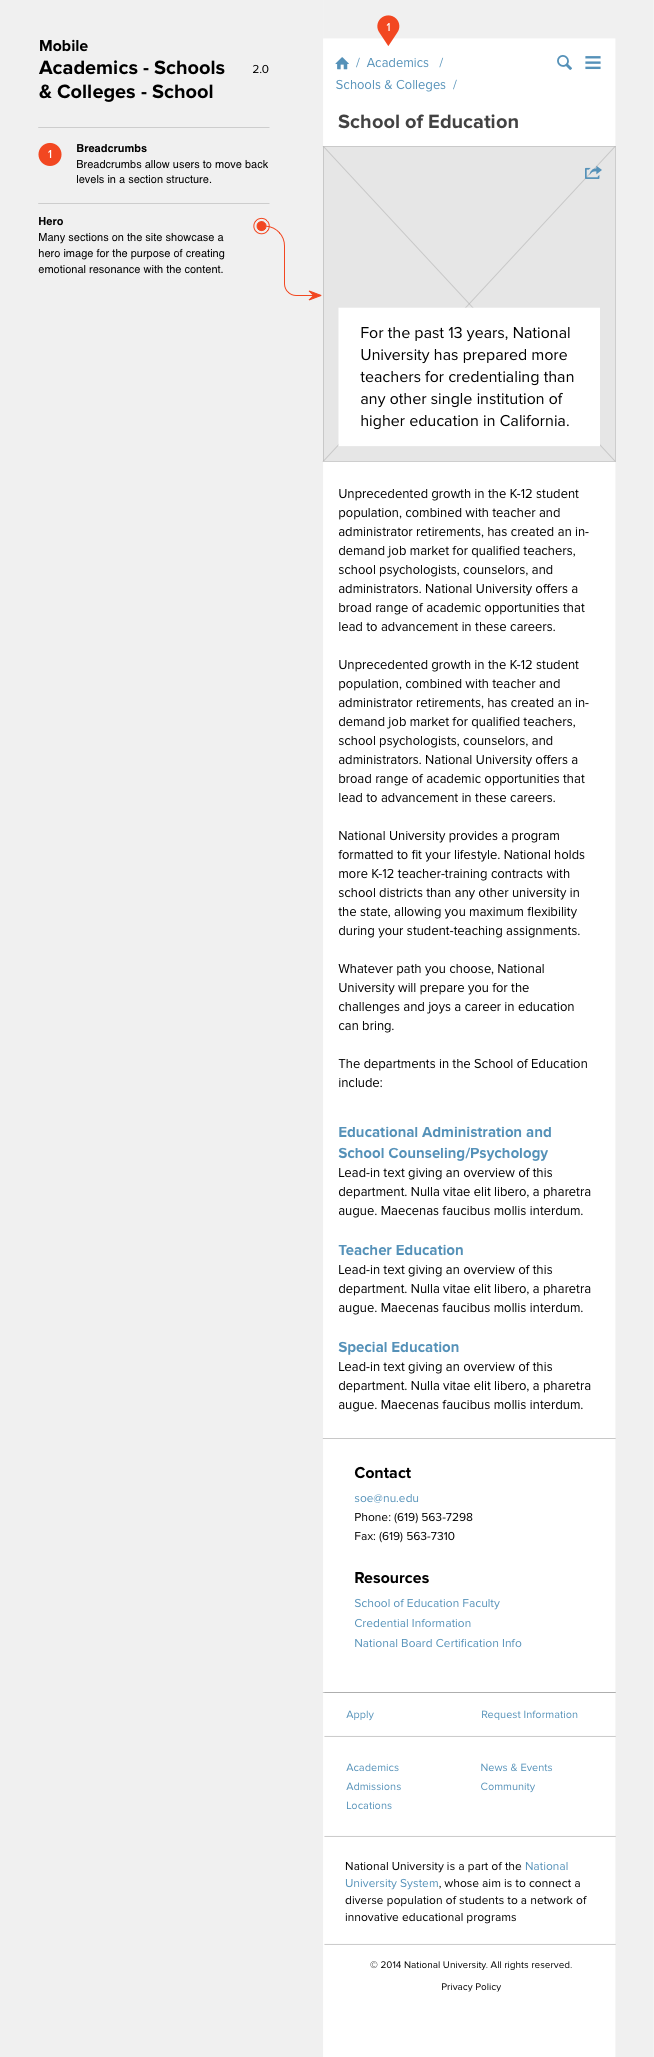 Mobile
Academics - Schools
& Colleges - School
2.0
1
Breadcrumbs
Breadcrumbs allow users to move back
levels in a section structure.
Hero
Many sections on the site showcase a
hero image for the purpose of creating
emotional resonance with the content.
1
/ Academics /
Schools & Colleges /
School of Education
For the past 13 years, National
University has prepared more
teachers for credentialing than
any other single institution of
higher education in California.
Unprecedented growth in the K-12 student
population, combined with teacher and
administrator retirements, has created an in-
demand job market for qualified teachers,
school psychologists, counselors, and
administrators. National University offers a
broad range of academic opportunities that
lead to advancement in these careers.
Unprecedented growth in the K-12 student
population, combined with teacher and
administrator retirements, has created an in-
demand job market for qualified teachers,
school psychologists, counselors, and
administrators. National University offers a
broad range of academic opportunities that
lead to advancement in these careers.
National University provides a program
formatted to fit your lifestyle. National holds
more K-12 teacher-training contracts with
school districts than any other university in
the state, allowing you maximum flexibility
during your student-teaching assignments.
Whatever path you choose, National
University will prepare you for the
challenges and joys a career in education
can bring.
The departments in the School of Education
include:
Educational Administration and
School Counseling/Psychology
Lead-in text giving an overview of this
department. Nulla vitae elit libero, a pharetra
augue. Maecenas faucibus mollis interdum.
Teacher Education
Lead-in text giving an overview of this
department. Nulla vitae elit libero, a pharetra
augue. Maecenas faucibus mollis interdum.
Special Education
Lead-in text giving an overview of this
department. Nulla vitae elit libero, a pharetra
augue. Maecenas faucibus mollis interdum.
Contact
soe@nu.edu
Phone: (619) 563-7298
Fax: (619) 563-7310
Resources
School of Education Faculty
Credential Information
National Board Certification Info
Apply
Request Information
Academics
Admissions
Locations
News & Events
Community
National University is a part of the National
University System, whose aim is to connect a
diverse population of students to a network of
innovative educational programs
© 2014 National University. All rights reserved.
Privacy Policy